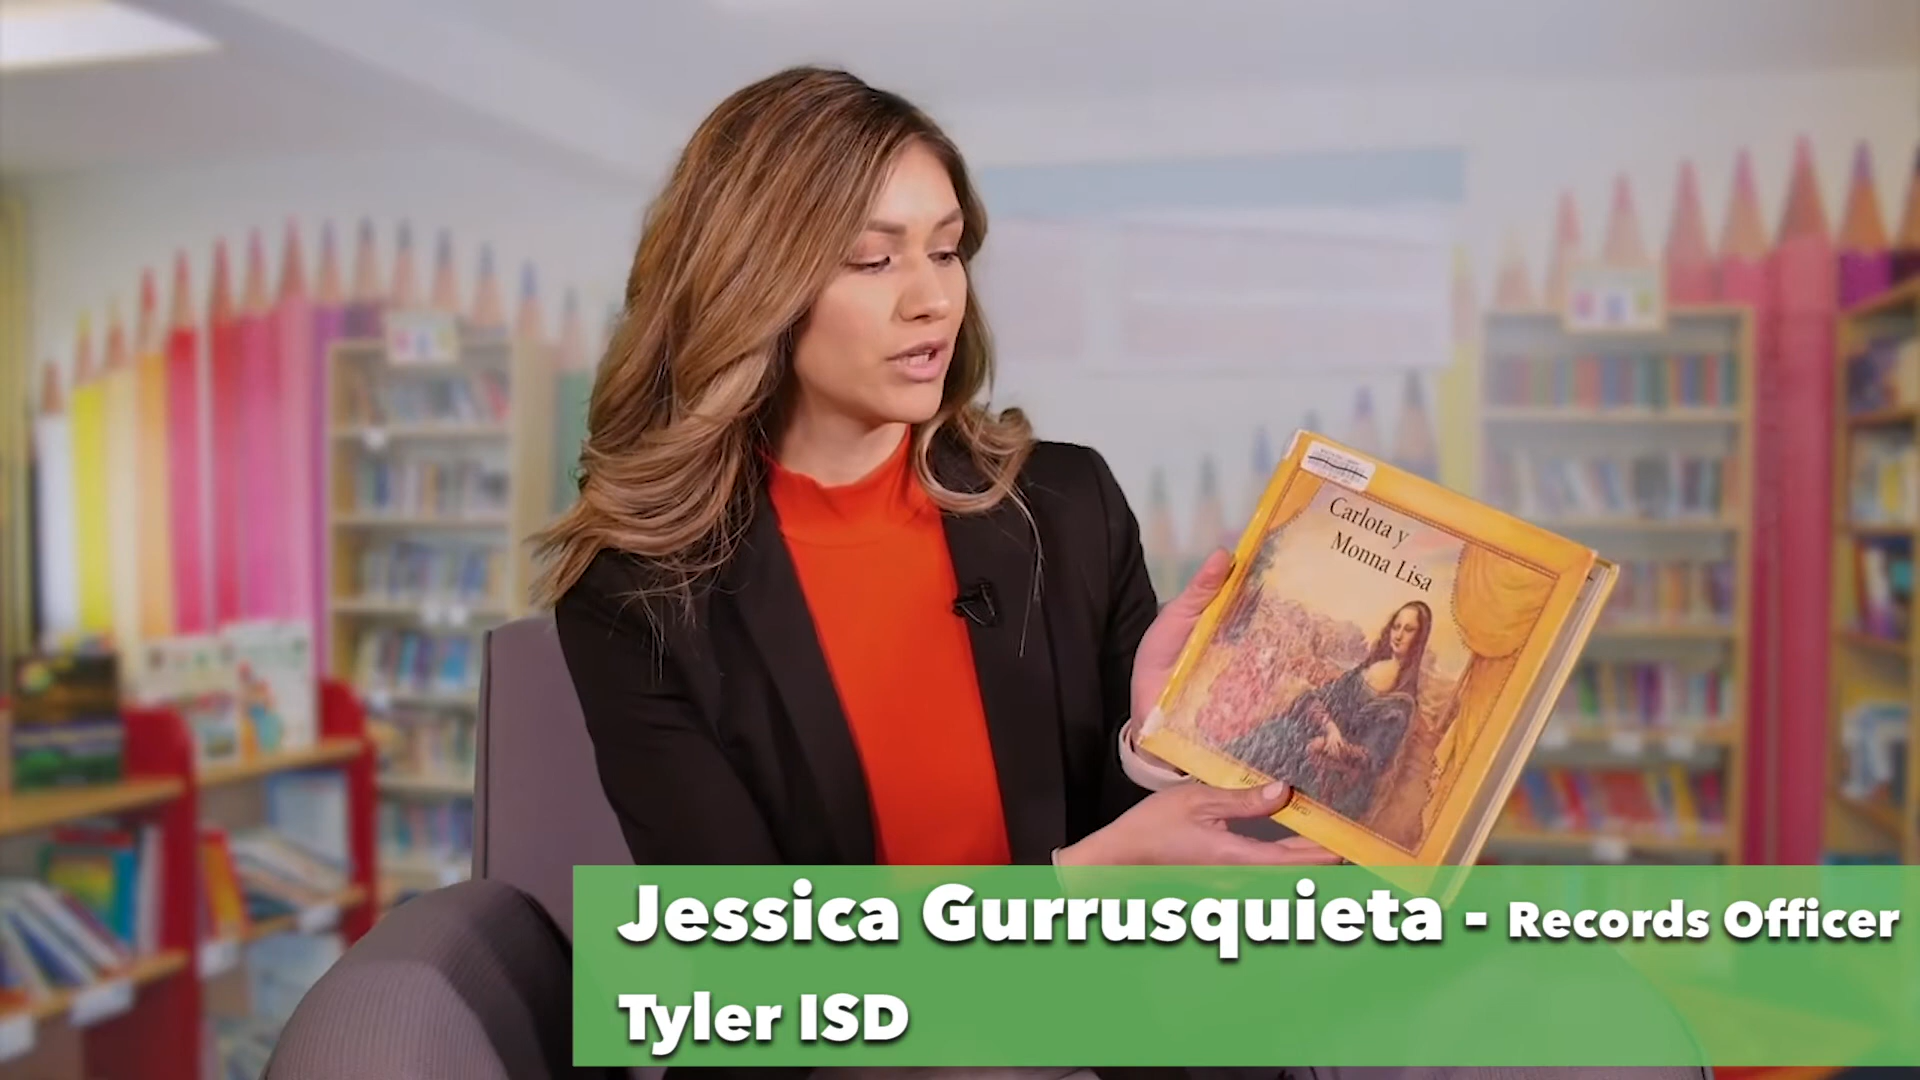 Carlota y
Monna Lisa
Jessica Gurrusquieta - Records Officer
Tyler ISD